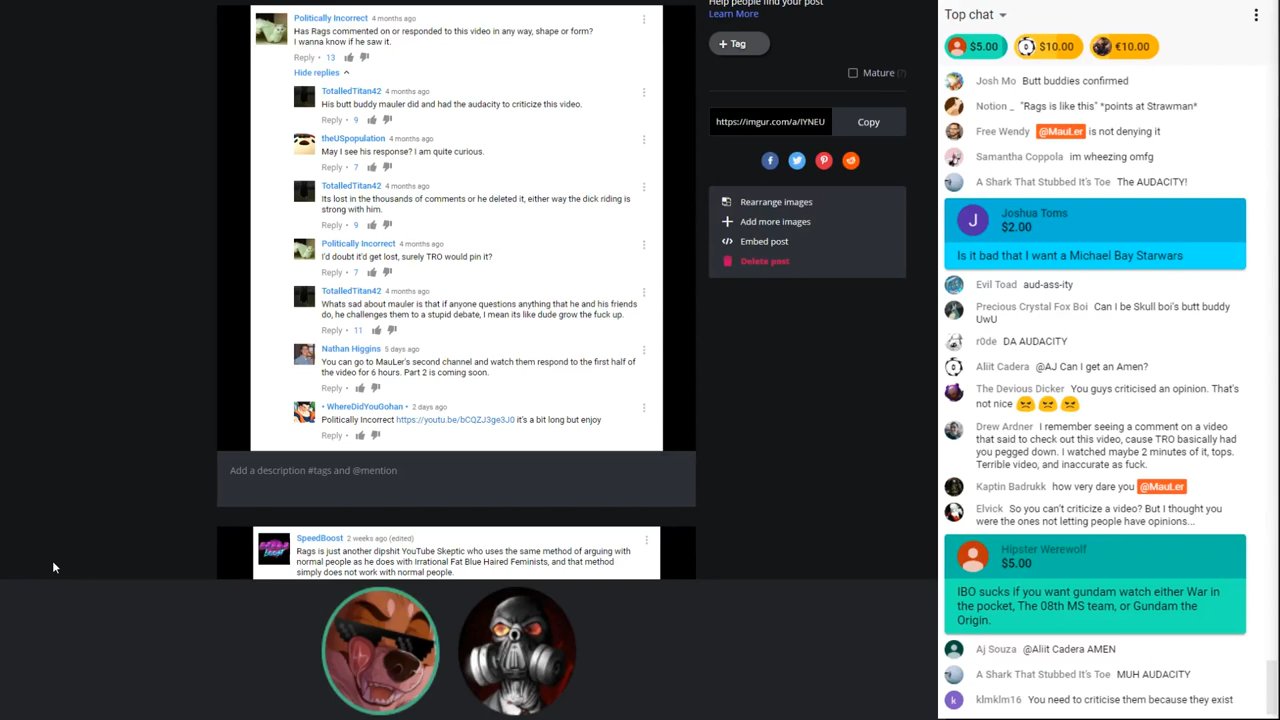 Politically Incorrect 4 months ago
Has Rags commented on or responded to this video in any way, shape or form?
I wanna know if he saw it.
Reply • 13
Hide replies
TotalledTitan42 4 months ago
His butt buddy mauler did and had the audacity to criticize this video.
Reply • 9
theUSpopulation 4 months ago
May I see his response? I am quite curious.
Reply • 7
TotalledTitan42 4 months ago
Its lost in the thousands of comments or he deleted it, either way the dick riding is
strong with him.
Reply • 9
Politically Incorrect 4 months ago
I'd doubt it'd get lost, surely TRO would pin it?
Reply • 7
TotalledTitan42 4 months ago
Whats sad about mauler is that if anyone questions anything that he and his friends
do, he challenges them to a stupid debate, I mean its like dude grow the fuck up.
Reply • 11
Nathan Higgins 5 days ago
You can go to MauLer's second channel and watch them respond to the first half of
the video for 6 hours. Part 2 is coming soon.
Reply •
• WhereDidYouGohan • 2 days ago
Politically Incorrect https://youtu.be/bCQZJ3ge3J0 it's a bit long but enjoy
Reply •
Add a description #tags and @mention
SpeedBoost 2 weeks ago (edited)
Rags is just another dipshit YouTube Skeptic who uses the same method of arguing with
normal people as he does with Irrational Fat Blue Haired Feminists, and that method
simply does not work with normal people.
Help people find your post
Learn More
+ Tag
Mature (?)
https://imgur.com/a/IYNEU
Copy
Rearrange images
Add more images
Embed post
Delete post
Top chat
$5.00
$10.00
€10.00
Josh Mo Butt buddies confirmed
Notion _ "Rags is like this" *points at Strawman*
Free Wendy @MauLer is not denying it
Samantha Coppola im wheezing omfg
A Shark That Stubbed It's Toe The AUDACITY!
J
Joshua Toms
$2.00
Is it bad that I want a Michael Bay Starwars
Evil Toad aud-ass-ity
Precious Crystal Fox Boi Can I be Skull boi's butt buddy
UwU
r0de DA AUDACITY
Aliit Cadera @AJ Can I get an Amen?
The Devious Dicker You guys criticised an opinion. That's
not nice
Drew Ardner I remember seeing a comment on a video
that said to check out this video, cause TRO basically had
you pegged down. I watched maybe 2 minutes of it, tops.
Terrible video, and inaccurate as fuck.
Kaptin Badrukk how very dare you @MauLer
Elvick So you can't criticize a video? But I thought you
were the ones not letting people have opinions...
Hipster Werewolf
$5.00
IBO sucks if you want gundam watch either War in
the pocket, The 08th MS team, or Gundam the
Origin.
Aj Souza @Aliit Cadera AMEN
A Shark That Stubbed It's Toe MUH AUDACITY
k
klmklm16 You need to criticise them because they exist